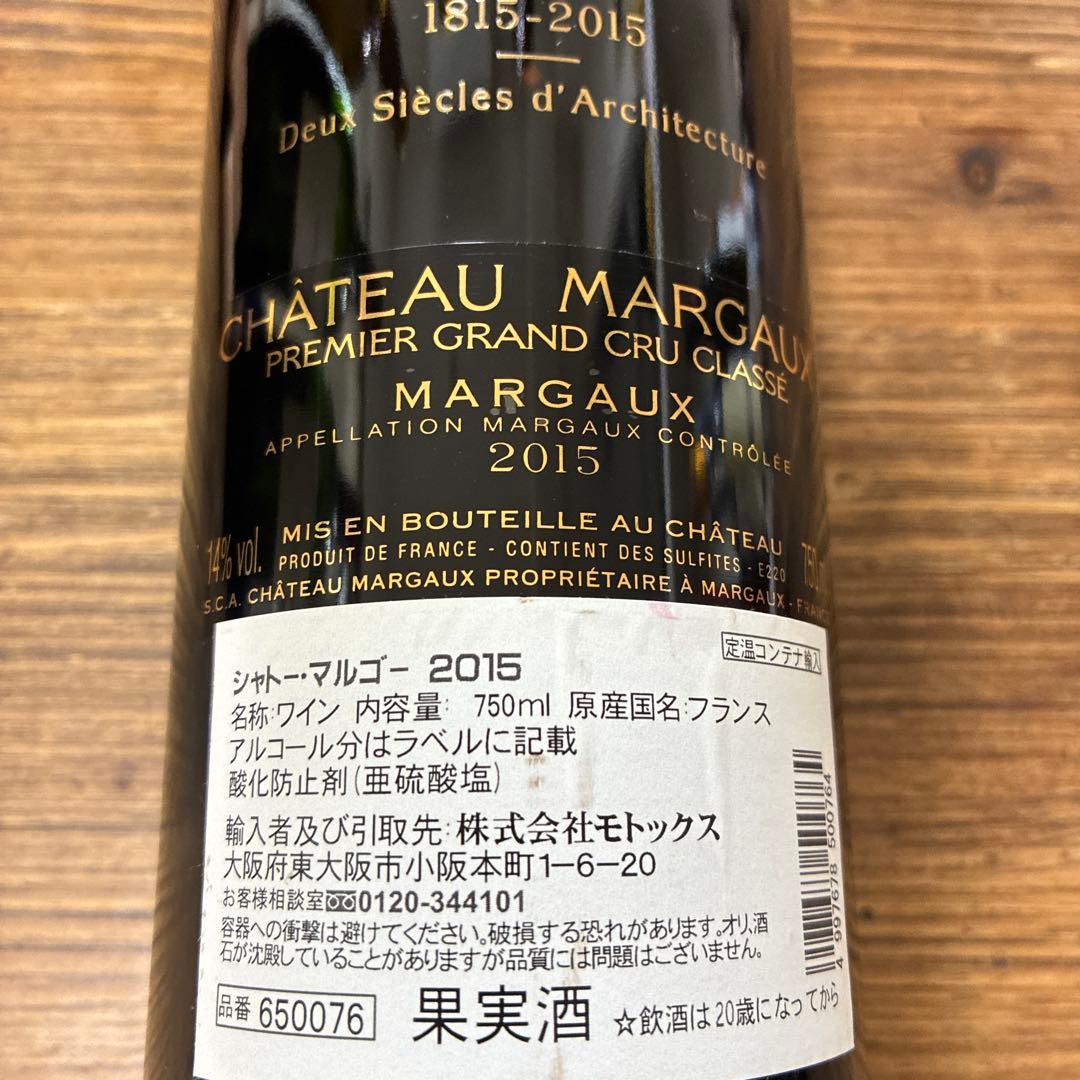 1815-2015
Deux Siècles d'Architecture
CHÂTEAU MARGAUX
PREMIER GRAND CRU CLASSÉ
MARGAUX
APPELLATION MARGAUX CONTRÔLÉE
2015
MIS EN BOUTEILLE AU CHÂTEAU
14% vol. PRODUIT DE FRANCE - CONTIENT DES SULFITES - E220 750
S.C.A. CHÂTEAU MARGAUX PROPRIÉTAIRE À MARGAUX - FRANCE
定温コンテナ輸入
シャトー・マルゴー 2015
名称:ワイン 内容量: 750ml 原産国名:フランス
アルコール分はラベルに記載
酸化防止剤(亜硫酸塩)
輸入者及び引取先:株式会社モトックス
大阪府東大阪市小阪本町1-6-20
お客様相談室 0120-344101
容器への衝撃は避けてください。破損する恐れがあります。オリ、酒
石が沈殿していることがありますが品質には問題はございません。
品番 650076 果実酒 ☆飲酒は20歳になってから
4 997678 500764